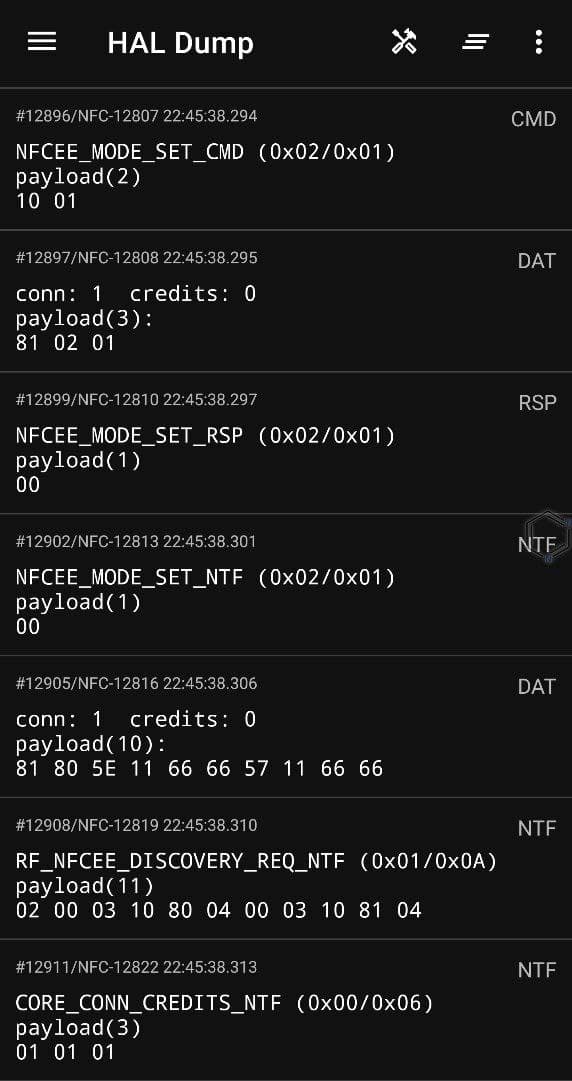 HAL Dump
#12896/NFC-12807 22:45:38.294
CMD
NFCEE_MODE_SET_CMD (0x02/0x01)
payload(2)
10 01
#12897/NFC-12808 22:45:38.295
DAT
conn: 1  credits: 0
payload(3):
81 02 01
#12899/NFC-12810 22:45:38.297
RSP
NFCEE_MODE_SET_RSP (0x02/0x01)
payload(1)
00
#12902/NFC-12813 22:45:38.301
NTF
NFCEE_MODE_SET_NTF (0x02/0x01)
payload(1)
00
#12905/NFC-12816 22:45:38.306
DAT
conn: 1  credits: 0
payload(10):
81 80 5E 11 66 66 57 11 66 66
#12908/NFC-12819 22:45:38.310
NTF
RF_NFCEE_DISCOVERY_REQ_NTF (0x01/0x0A)
payload(11)
02 00 03 10 80 04 00 03 10 81 04
#12911/NFC-12822 22:45:38.313
NTF
CORE_CONN_CREDITS_NTF (0x00/0x06)
payload(3)
01 01 01